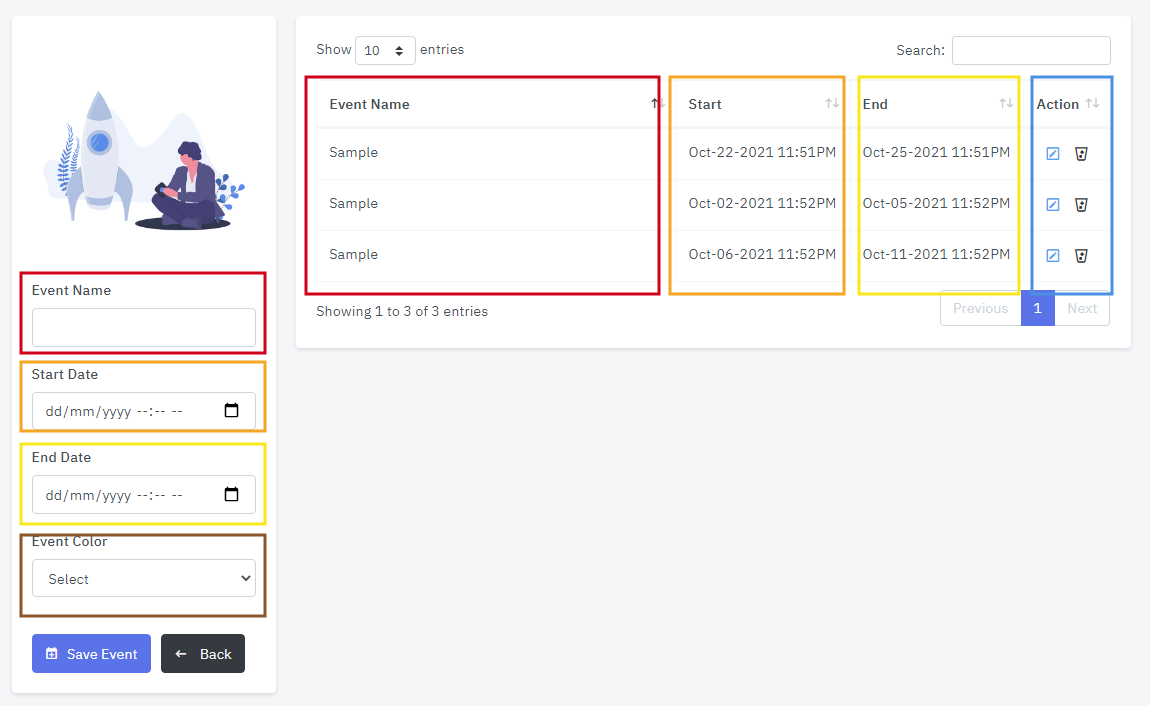 Event Name
Start Date
dd/mm/yyyy --:-- --
End Date
dd/mm/yyyy --:-- --
Event Color
Select
Save Event Back
Show 10 entries Search:
Event Name Start End Action
Sample Oct-22-2021 11:51PM Oct-25-2021 11:51PM
Sample Oct-02-2021 11:52PM Oct-05-2021 11:52PM
Sample Oct-06-2021 11:52PM Oct-11-2021 11:52PM
Showing 1 to 3 of 3 entries Previous 1 Next